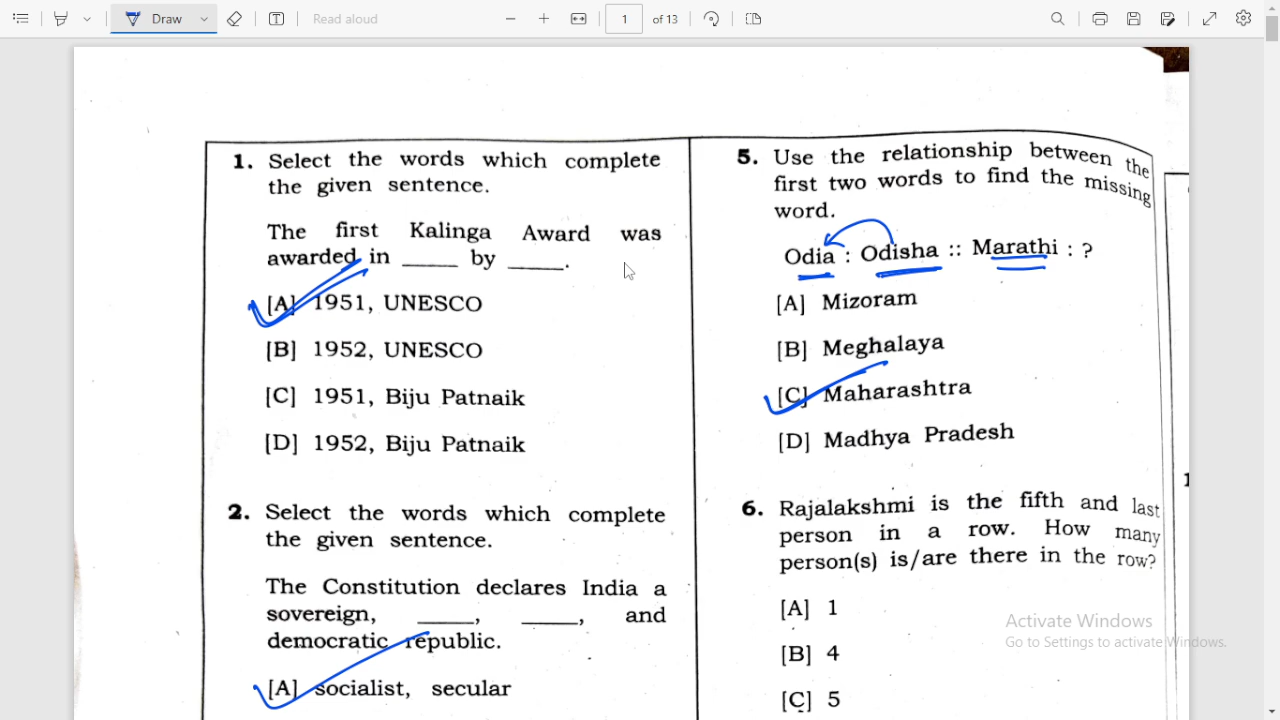 Draw
Read aloud
1
of 13
1. Select the words which complete
the given sentence.
The first Kalinga Award was
awarded in _____ by _____.
[A] 1951, UNESCO
[B] 1952, UNESCO
[C] 1951, Biju Patnaik
[D] 1952, Biju Patnaik
2. Select the words which complete
the given sentence.
The Constitution declares India a
sovereign, _____, _____, and
democratic republic.
[A] socialist, secular
5. Use the relationship between the
first two words to find the missing
word.
Odia : Odisha :: Marathi : ?
[A] Mizoram
[B] Meghalaya
[C] Maharashtra
[D] Madhya Pradesh
6. Rajalakshmi is the fifth and last
person in a row. How many
person(s) is/are there in the row?
[A] 1
[B] 4
[C] 5
Activate Windows
Go to Settings to activate Windows.